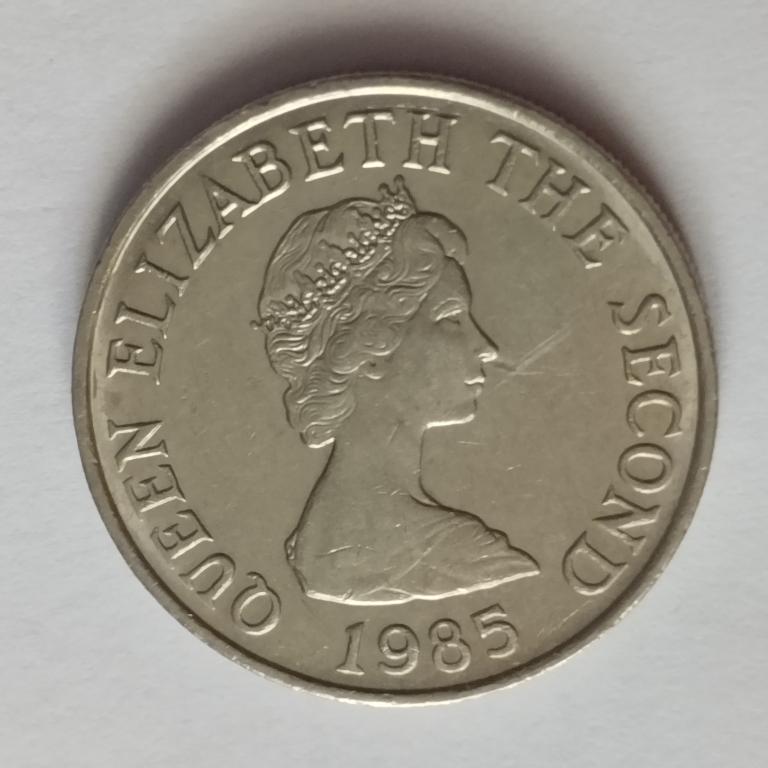 QUEEN ELIZABETH THE SECOND
1985